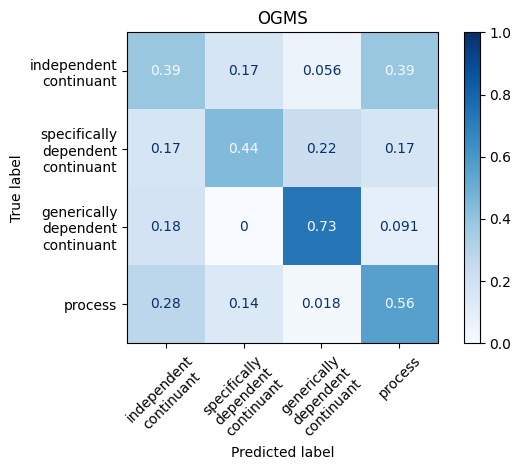 OGMS
True label
independent
continuant
0.39 0.17 0.056 0.39
specifically
dependent
continuant
0.17 0.44 0.22 0.17
generically
dependent
continuant
0.18 0 0.73 0.091
process
0.28 0.14 0.018 0.56
independent
continuant
specifically
dependent
continuant
generically
dependent
continuant
process
Predicted label
1.0
0.8
0.6
0.4
0.2
0.0